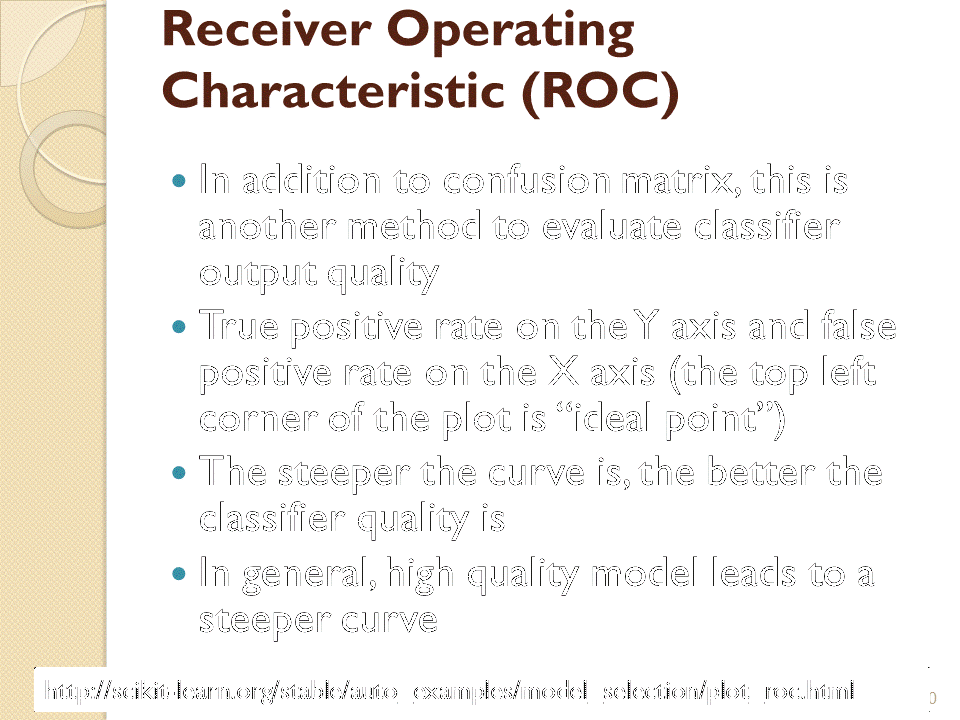 Receiver Operating
Characteristic (ROC)
• In addition to confusion matrix, this is
another method to evaluate classifier
output quality
• True positive rate on the Y axis and false
positive rate on the X axis (the top left
corner of the plot is “ideal point”)
• The steeper the curve is, the better the
classifier quality is
• In general, high quality model leads to a
steeper curve
http://scikit-learn.org/stable/auto_examples/model_selection/plot_roc.html